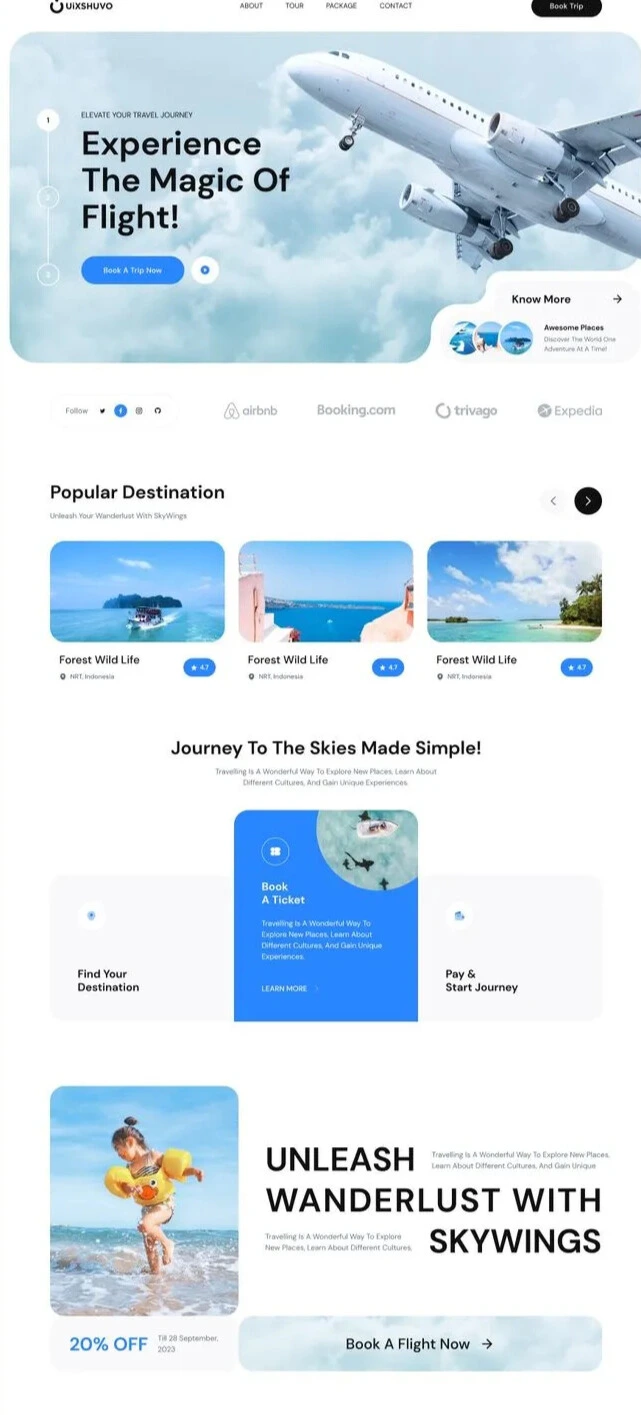 UiXSHUVO
ABOUT
TOUR
PACKAGE
CONTACT
Book Trip
1
ELEVATE YOUR TRAVEL JOURNEY
Experience
The Magic Of
Flight!
2
3
Book A Trip Now
Know More
Awesome Places
Discover The World One
Adventure At A Time!
Follow
airbnb
Booking.com
trivago
Expedia
Popular Destination
Unleash Your Wanderlust With SkyWings
Forest Wild Life
NRT, Indonesia
4.7
Forest Wild Life
NRT, Indonesia
4.7
Forest Wild Life
NRT, Indonesia
4.7
Journey To The Skies Made Simple!
Travelling Is A Wonderful Way To Explore New Places, Learn About
Different Cultures, And Gain Unique Experiences.
Find Your
Destination
Book
A Ticket
Travelling Is A Wonderful Way To
Explore New Places, Learn About
Different Cultures, And Gain Unique
Experiences.
LEARN MORE
Pay &
Start Journey
UNLEASH
Travelling Is A Wonderful Way To Explore New Places,
Learn About Different Cultures, And Gain Unique
WANDERLUST WITH
Travelling Is A Wonderful Way To Explore
New Places, Learn About Different Cultures,
SKYWINGS
20% OFF
Till 28 September,
2023
Book A Flight Now